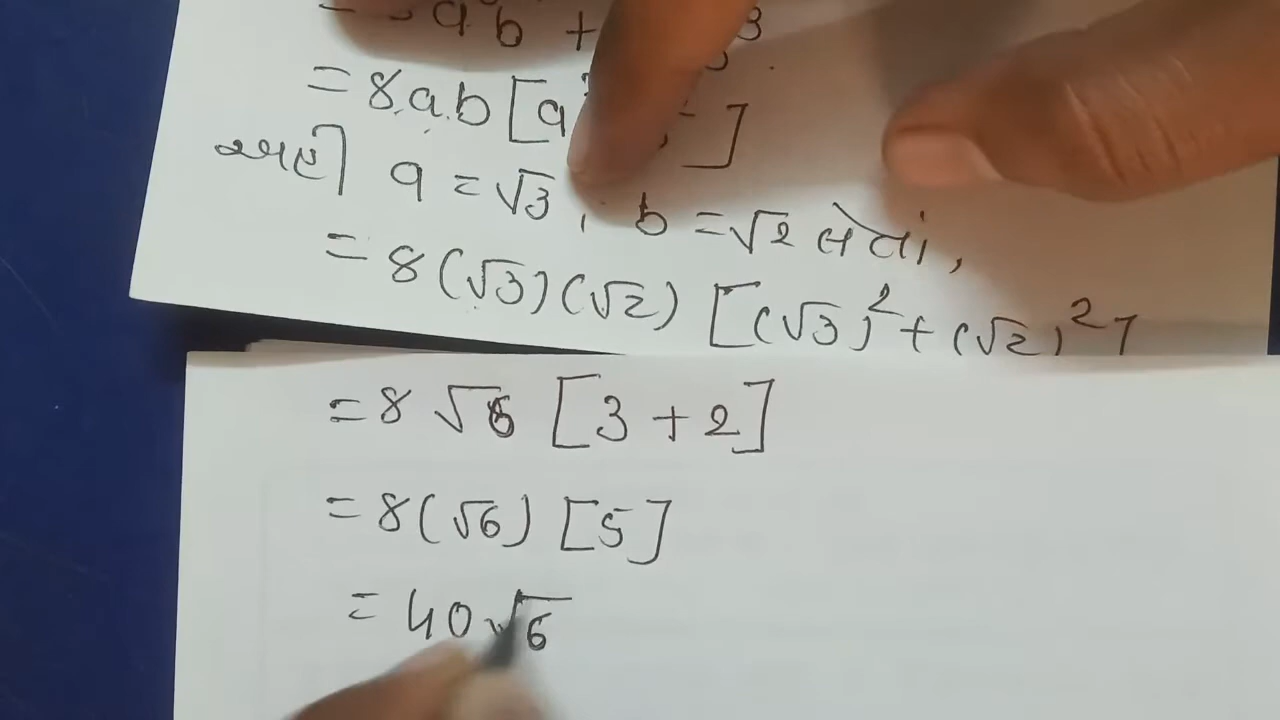 b +
= 8ab [a ]
અહી a = √3, b = √2 લેતાં,
= 8 (√3) (√2) [(√3)² + (√2)²]
= 8 √6 [3 + 2]
= 8 (√6) [5]
= 40√6